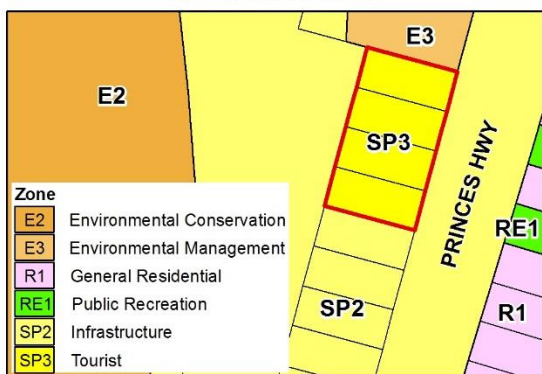 E3
E2
SP3
PRINCES HWY
RE1
SP2
R1
Zone
E2 Environmental Conservation
E3 Environmental Management
R1 General Residential
RE1 Public Recreation
SP2 Infrastructure
SP3 Tourist